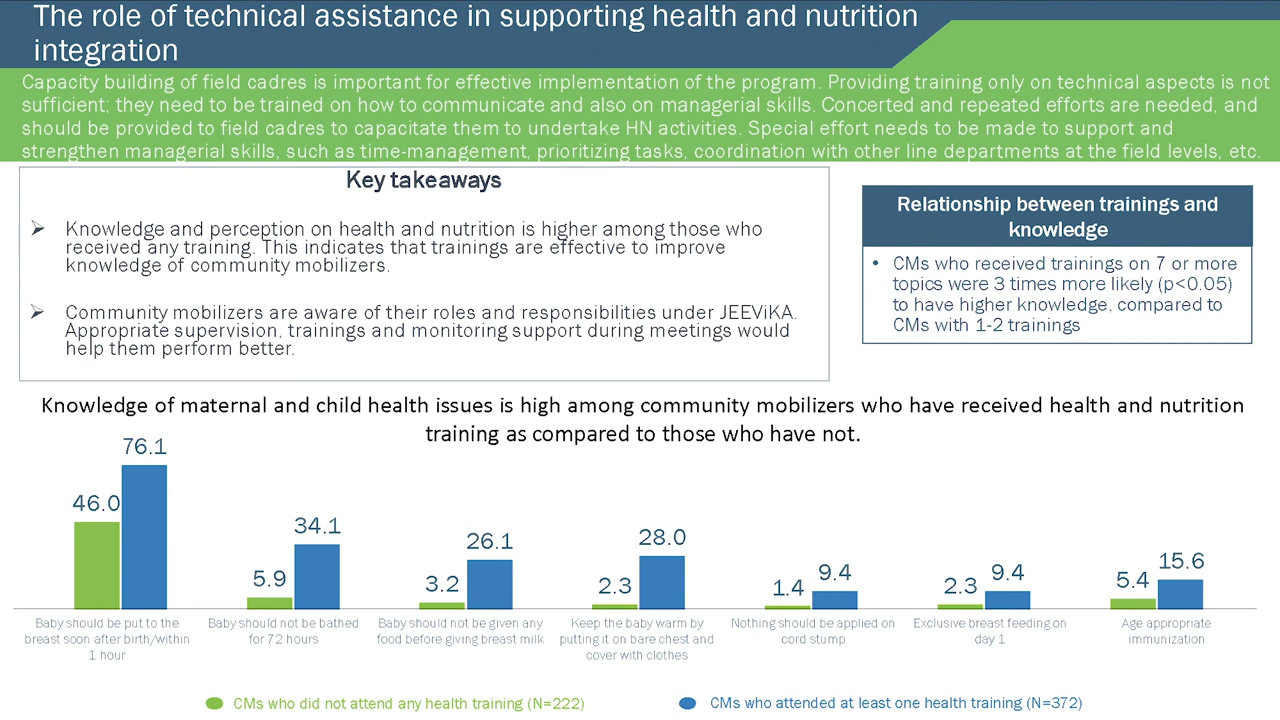 The role of technical assistance in supporting health and nutrition
integration
Capacity building of field cadres is important for effective implementation of the program. Providing training only on technical aspects is not
sufficient; they need to be trained on how to communicate and also on managerial skills. Concerted and repeated efforts are needed, and
should be provided to field cadres to capacitate them to undertake HN activities. Special effort needs to be made to support and
strengthen managerial skills, such as time-management, prioritizing tasks, coordination with other line departments at the field levels, etc.
Key takeaways
➢ Knowledge and perception on health and nutrition is higher among those who
received any training. This indicates that trainings are effective to improve
knowledge of community mobilizers.
➢ Community mobilizers are aware of their roles and responsibilities under JEEViKA.
Appropriate supervision, trainings and monitoring support during meetings would
help them perform better.
Relationship between trainings and
knowledge
• CMs who received trainings on 7 or more
topics were 3 times more likely (p<0.05)
to have higher knowledge, compared to
CMs with 1-2 trainings
Knowledge of maternal and child health issues is high among community mobilizers who have received health and nutrition
training as compared to those who have not.
46.0
76.1
5.9
34.1
3.2
26.1
2.3
28.0
1.4
9.4
2.3
9.4
5.4
15.6
Baby should be put to the
breast soon after birth/within
1 hour
Baby should not be bathed
for 72 hours
Baby should not be given any
food before giving breast milk
Keep the baby warm by
putting it on bare chest and
cover with clothes
Nothing should be applied on
cord stump
Exclusive breast feeding on
day 1
Age appropriate
immunization
CMs who did not attend any health training (N=222)
CMs who attended at least one health training (N=372)